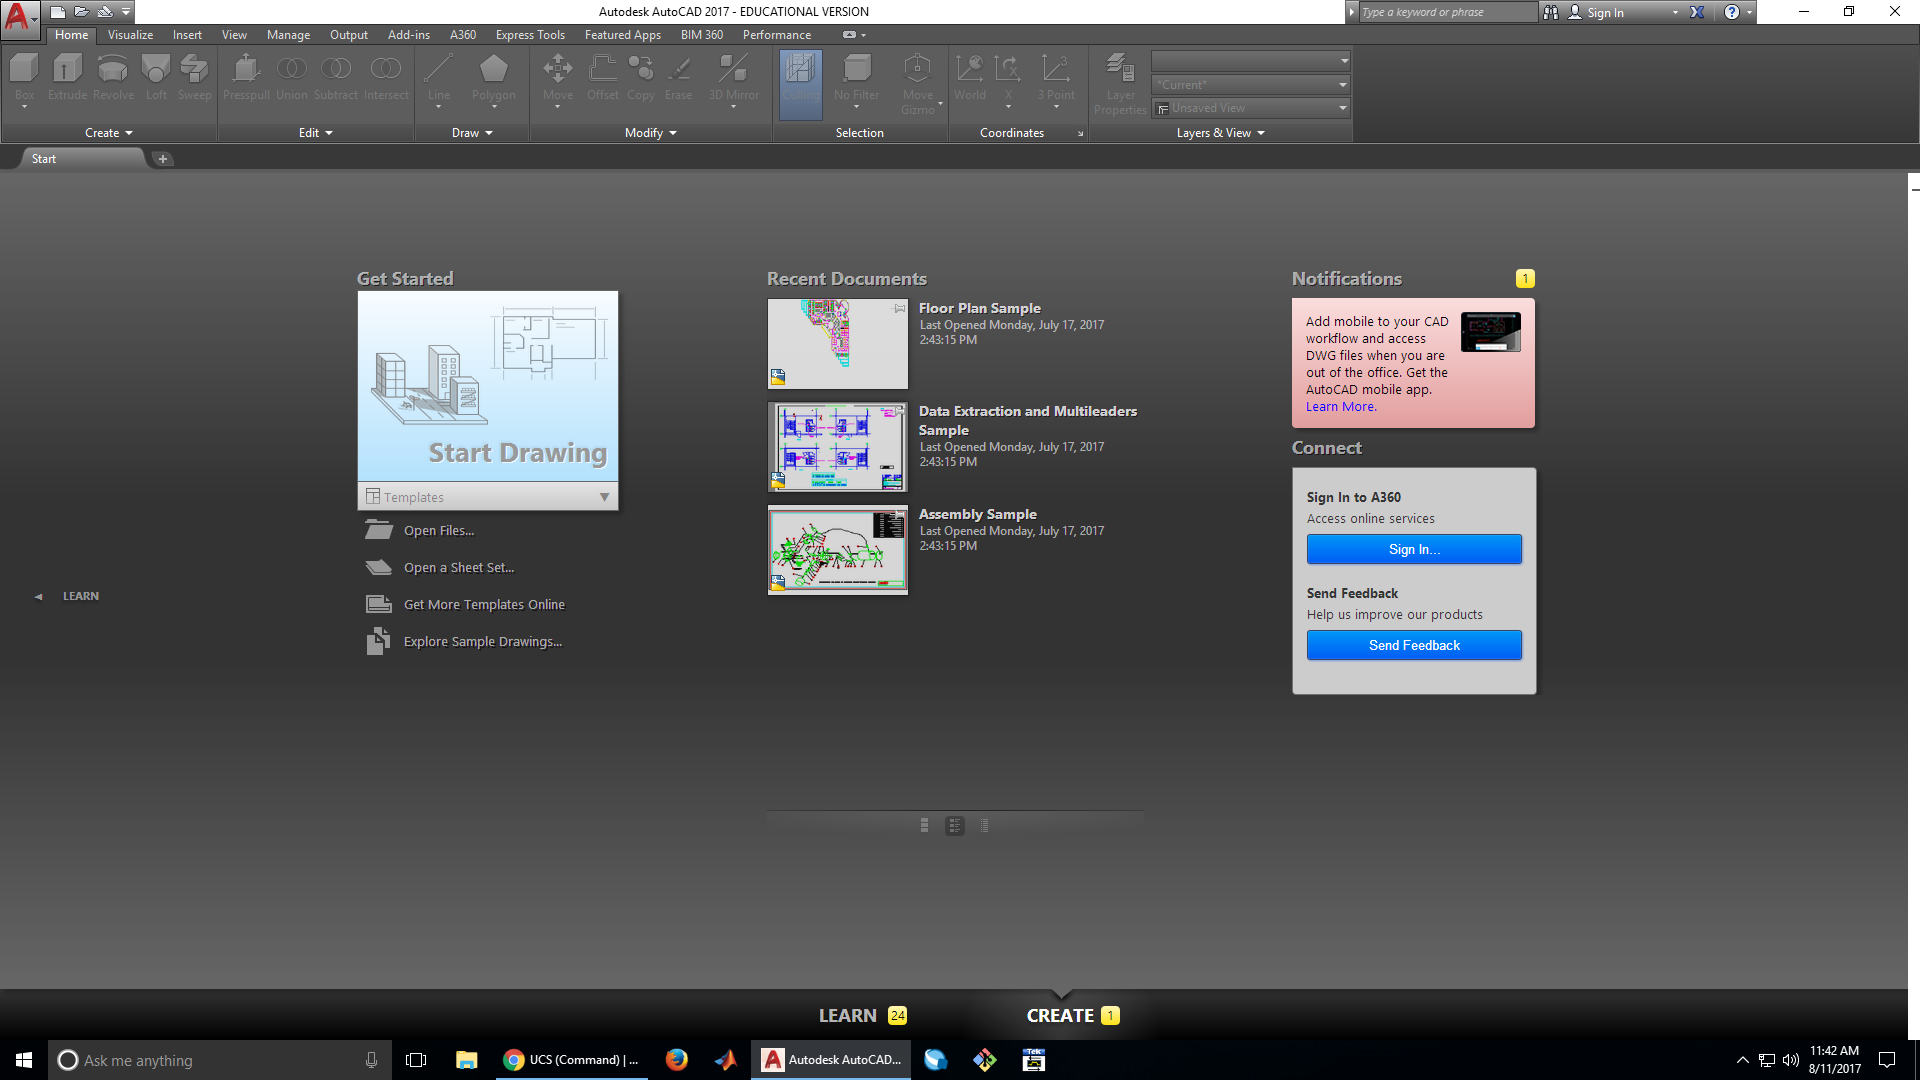 Autodesk AutoCAD 2017 - EDUCATIONAL VERSION
Type a keyword or phrase
Sign In
Home Visualize Insert View Manage Output Add-ins A360 Express Tools Featured Apps BIM 360 Performance
Box Extrude Revolve Loft Sweep Presspull Union Subtract Intersect Line Polygon Move Offset Copy Erase 3D Mirror Culling No Filter Move Gizmo World X 3 Point Layer Properties
*Current*
Unsaved View
Create Edit Draw Modify Selection Coordinates Layers & View
Start
Get Started
Start Drawing
Templates
Open Files...
Open a Sheet Set...
Get More Templates Online
Explore Sample Drawings...
LEARN
Recent Documents
Floor Plan Sample
Last Opened Monday, July 17, 2017
2:43:15 PM
Data Extraction and Multileaders
Sample
Last Opened Monday, July 17, 2017
2:43:15 PM
Assembly Sample
Last Opened Monday, July 17, 2017
2:43:15 PM
Notifications 1
Add mobile to your CAD
workflow and access
DWG files when you are
out of the office. Get the
AutoCAD mobile app.
Learn More.
Connect
Sign In to A360
Access online services
Sign In...
Send Feedback
Help us improve our products
Send Feedback
LEARN 24
CREATE 1
Ask me anything
UCS (Command) | ...
Autodesk AutoCAD...
Tek
11:42 AM
8/11/2017